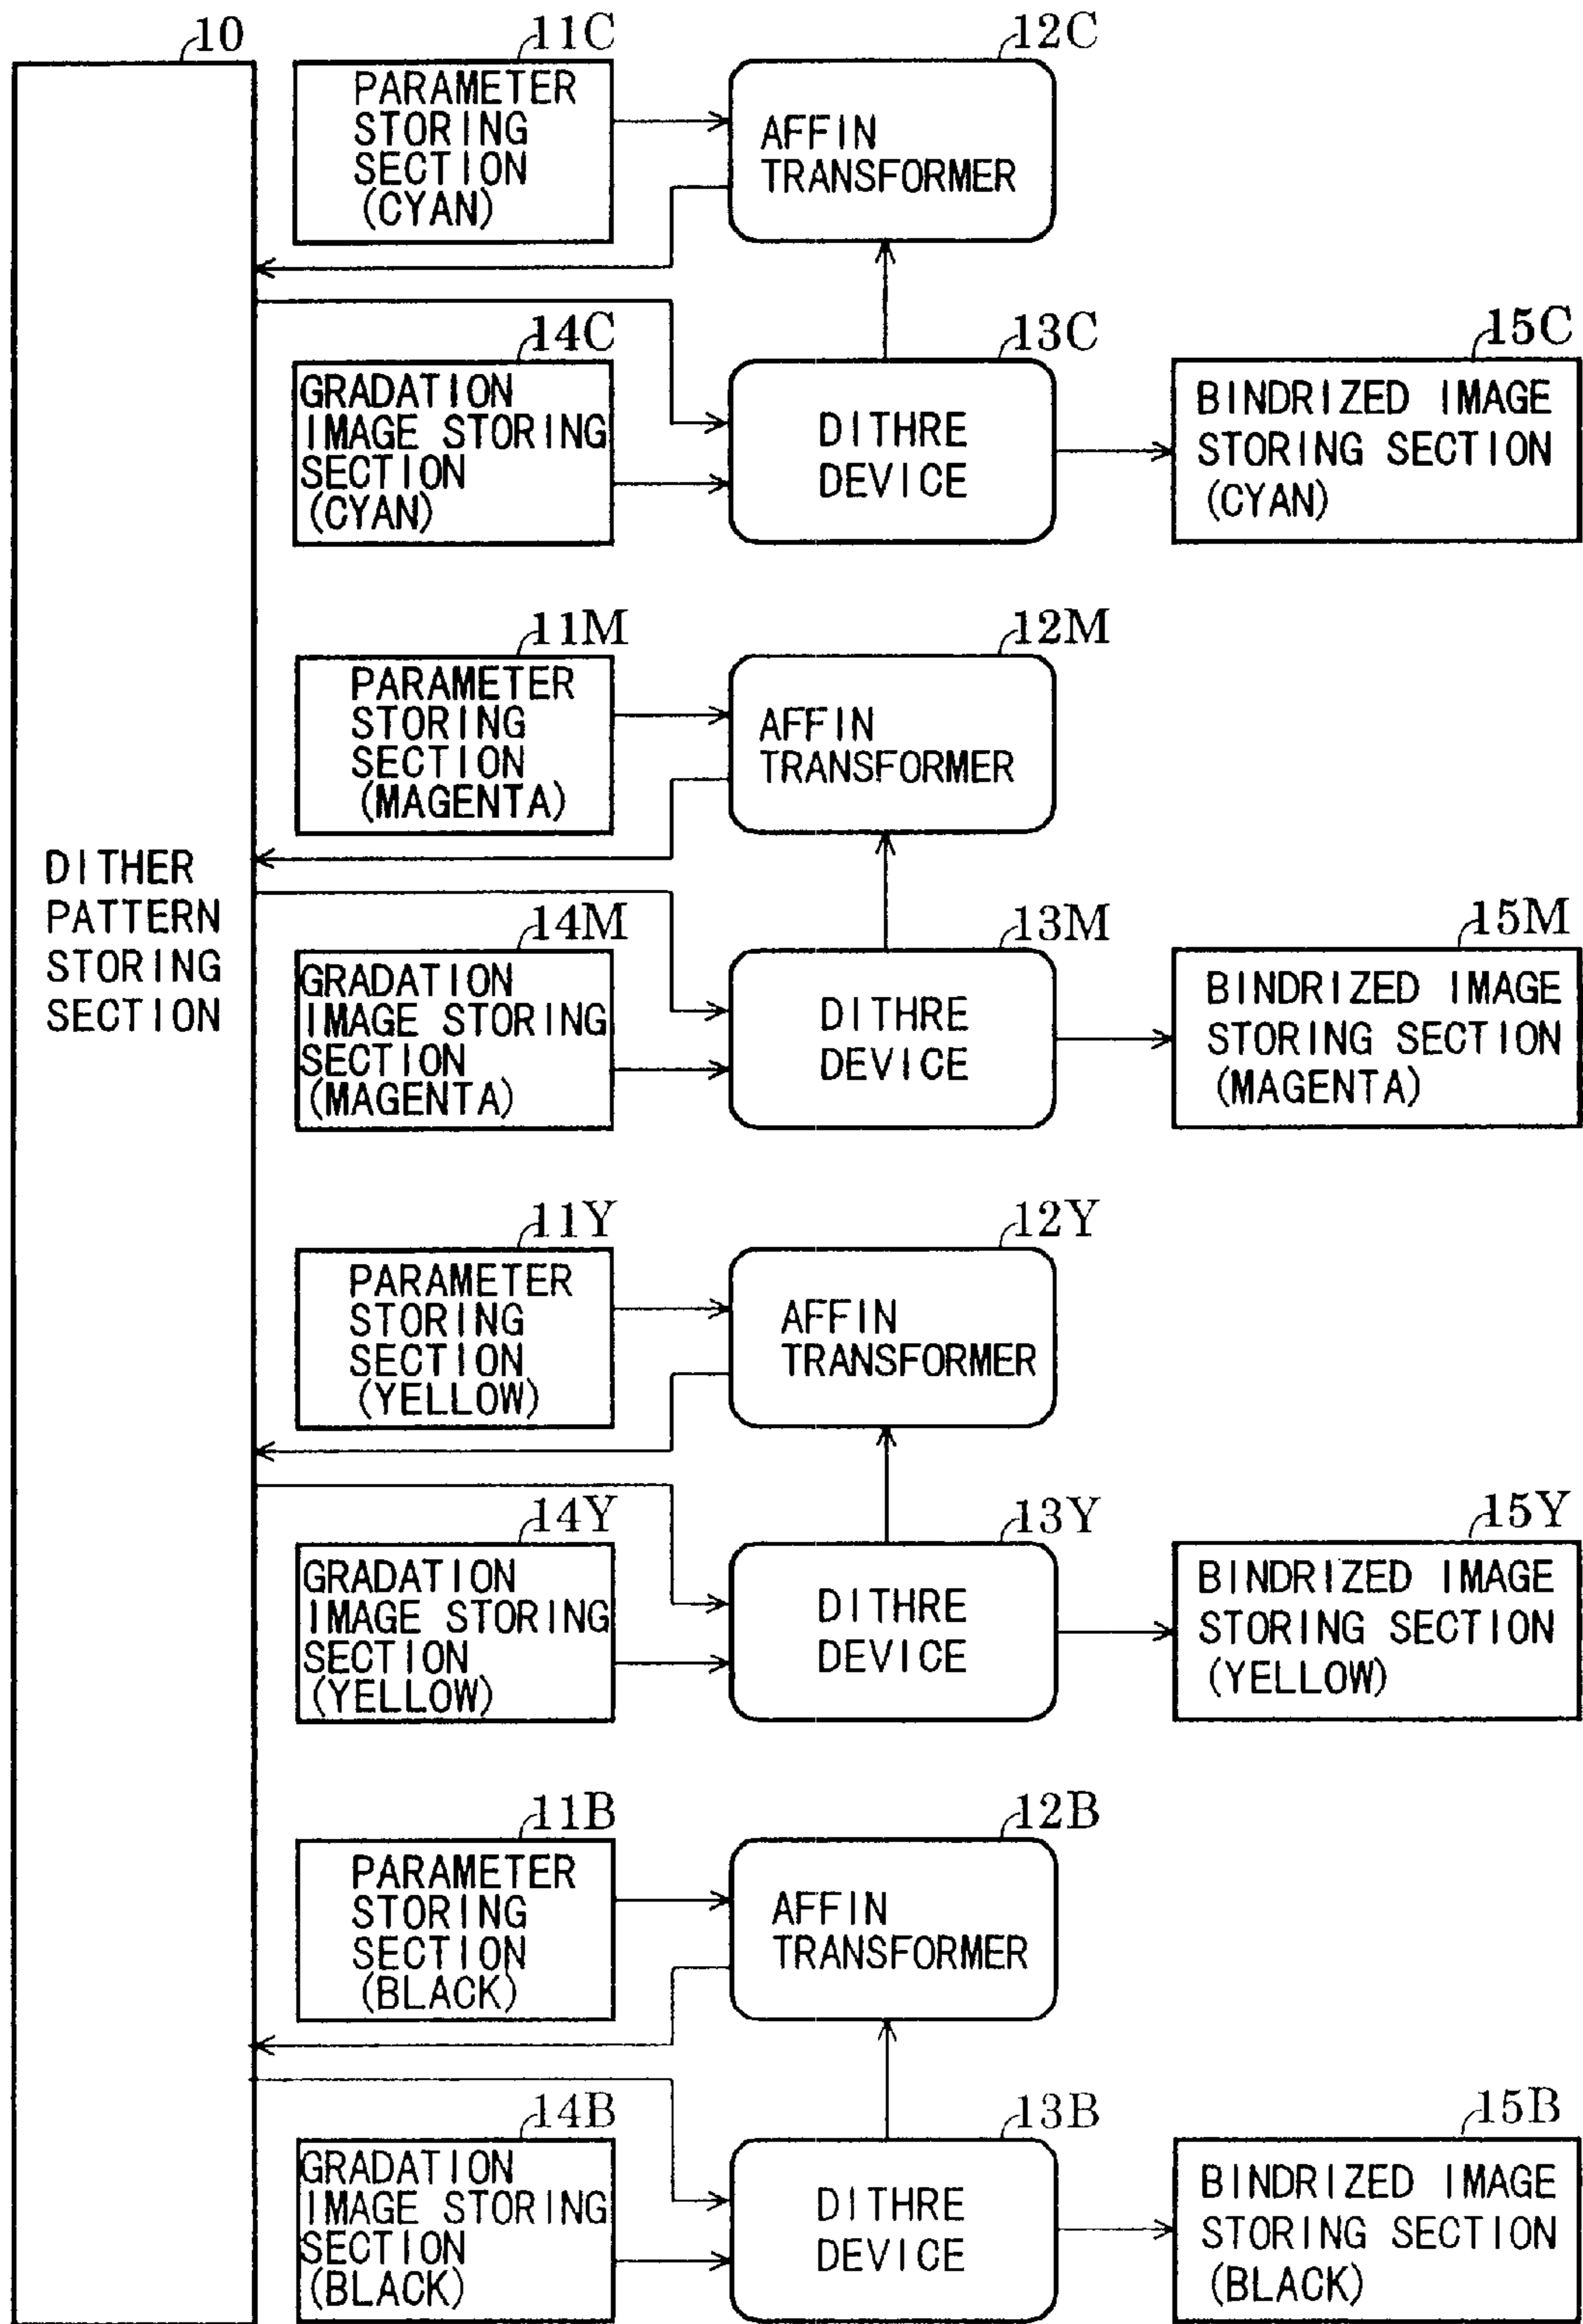 10
DITHER
PATTERN
STORING
SECTION
11C
PARAMETER
STORING
SECTION
(CYAN)
12C
AFFIN
TRANSFORMER
14C
GRADATION
IMAGE STORING
SECTION
(CYAN)
13C
DITHRE
DEVICE
15C
BINDRIZED IMAGE
STORING SECTION
(CYAN)
11M
PARAMETER
STORING
SECTION
(MAGENTA)
12M
AFFIN
TRANSFORMER
14M
GRADATION
IMAGE STORING
SECTION
(MAGENTA)
13M
DITHRE
DEVICE
15M
BINDRIZED IMAGE
STORING SECTION
(MAGENTA)
11Y
PARAMETER
STORING
SECTION
(YELLOW)
12Y
AFFIN
TRANSFORMER
14Y
GRADATION
IMAGE STORING
SECTION
(YELLOW)
13Y
DITHRE
DEVICE
15Y
BINDRIZED IMAGE
STORING SECTION
(YELLOW)
11B
PARAMETER
STORING
SECTION
(BLACK)
12B
AFFIN
TRANSFORMER
14B
GRADATION
IMAGE STORING
SECTION
(BLACK)
13B
DITHRE
DEVICE
15B
BINDRIZED IMAGE
STORING SECTION
(BLACK)